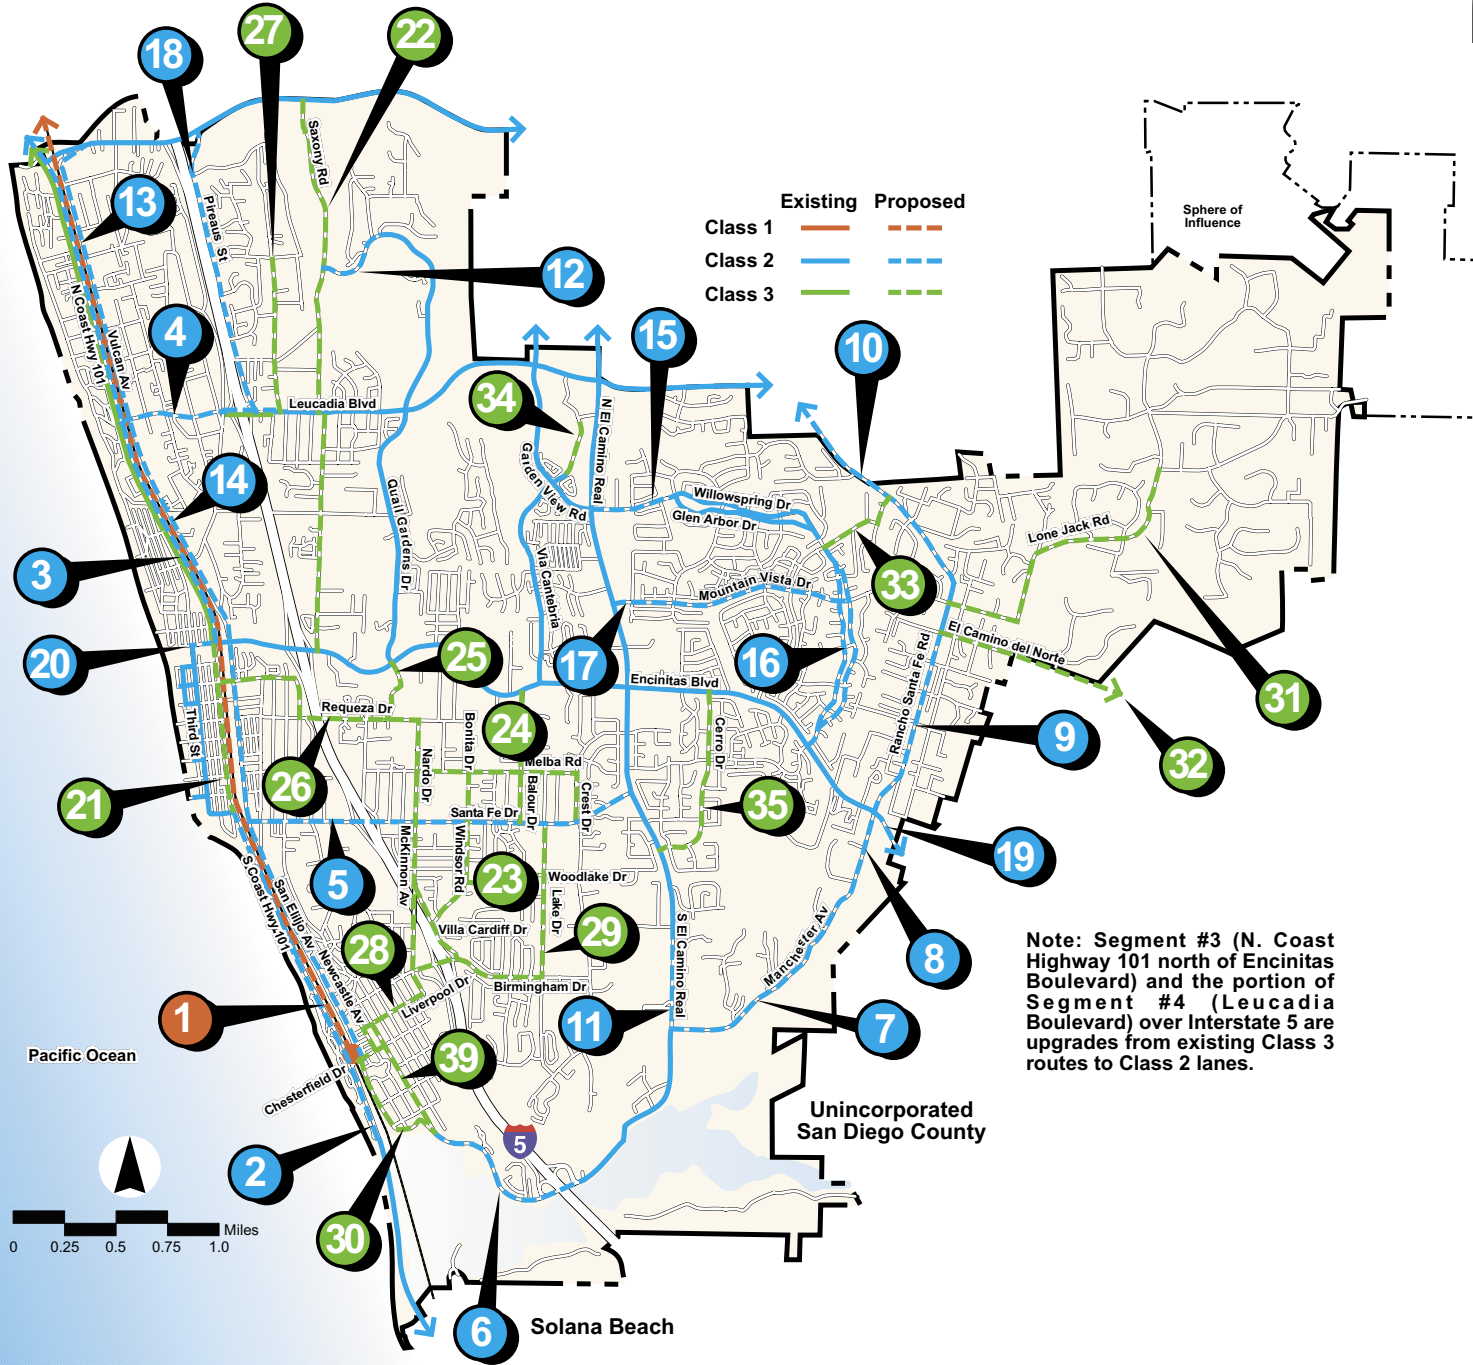 27
22
18
Saxony Rd
13
Pireaus St
12
Existing Proposed
Class 1
Class 2
Class 3
Sphere of
Influence
N Coast Hwy 101
Vulcan Av
4
15
10
Leucadia Blvd
34
N El Camino Real
Garden View Rd
14
Quail Gardens Dr
Willowspring Dr
Glen Arbor Dr
Lone Jack Rd
3
Via Cantebria
Mountain Vista Dr
33
El Camino del Norte
20
25
17
16
Encinitas Blvd
Rancho Santa Fe Rd
31
Third St
Requeza Dr
Bonita Dr
24
Cerro Dr
9
32
26
Nardo Dr
Melba Rd
Balour Dr
Crest Dr
21
35
Santa Fe Dr
McKinnon Av
Windsor Rd
19
5
23
Woodlake Dr
Lake Dr
S Coast Hwy.101
San Elijo Av
Newcastle Av
28
Villa Cardiff Dr
29
S El Camino Real
Manchester Av
8
Liverpool Dr
Birmingham Dr
1
11
7
Note: Segment #3 (N. Coast
Highway 101 north of Encinitas
Boulevard) and the portion of
Segment #4 (Leucadia
Boulevard) over Interstate 5 are
upgrades from existing Class 3
routes to Class 2 lanes.
Pacific Ocean
39
Chesterfield Dr
Unincorporated
San Diego County
5
2
30
Miles
0 0.25 0.5 0.75 1.0
6
Solana Beach